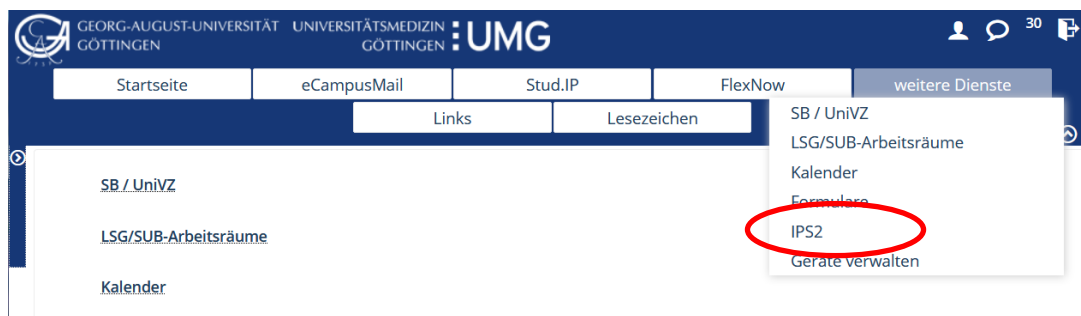 GEORG-AUGUST-UNIVERSITÄT UNIVERSITÄTSMEDIZIN
GÖTTINGEN GÖTTINGEN UMG
30
Startseite eCampusMail Stud.IP FlexNow weitere Dienste
Links Lesezeichen
SB / UniVZ
LSG/SUB-Arbeitsräume
Kalender
Formulare
IPS2
Geräte verwalten
SB / UniVZ
LSG/SUB-Arbeitsräume
Kalender